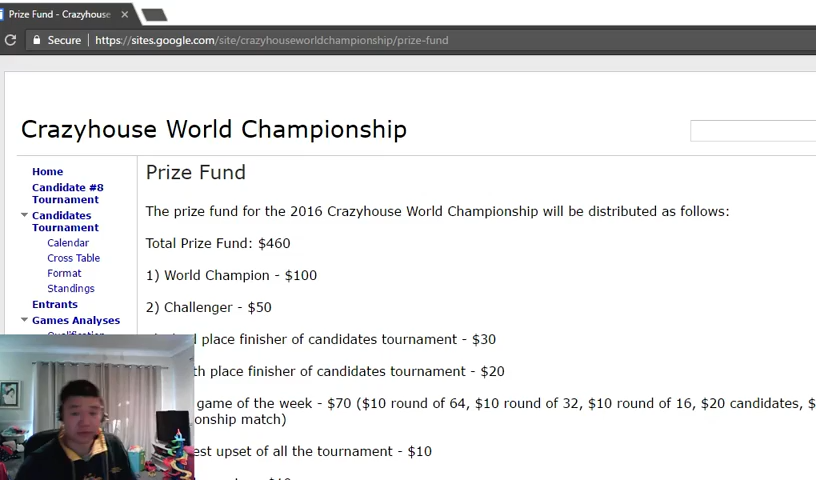 Prize Fund - Crazyhouse
Secure
https://sites.google.com/site/crazyhouseworldchampionship/prize-fund
Crazyhouse World Championship
Home
Candidate #8
Tournament
Candidates
Tournament
Calendar
Cross Table
Format
Standings
Entrants
Games Analyses
Prize Fund
The prize fund for the 2016 Crazyhouse World Championship will be distributed as follows:
Total Prize Fund: $460
1) World Champion - $100
2) Challenger - $50
place finisher of candidates tournament - $30
place finisher of candidates tournament - $20
game of the week - $70 ($10 round of 64, $10 round of 32, $10 round of 16, $20 candidates, $
match)
of all the tournament - $10